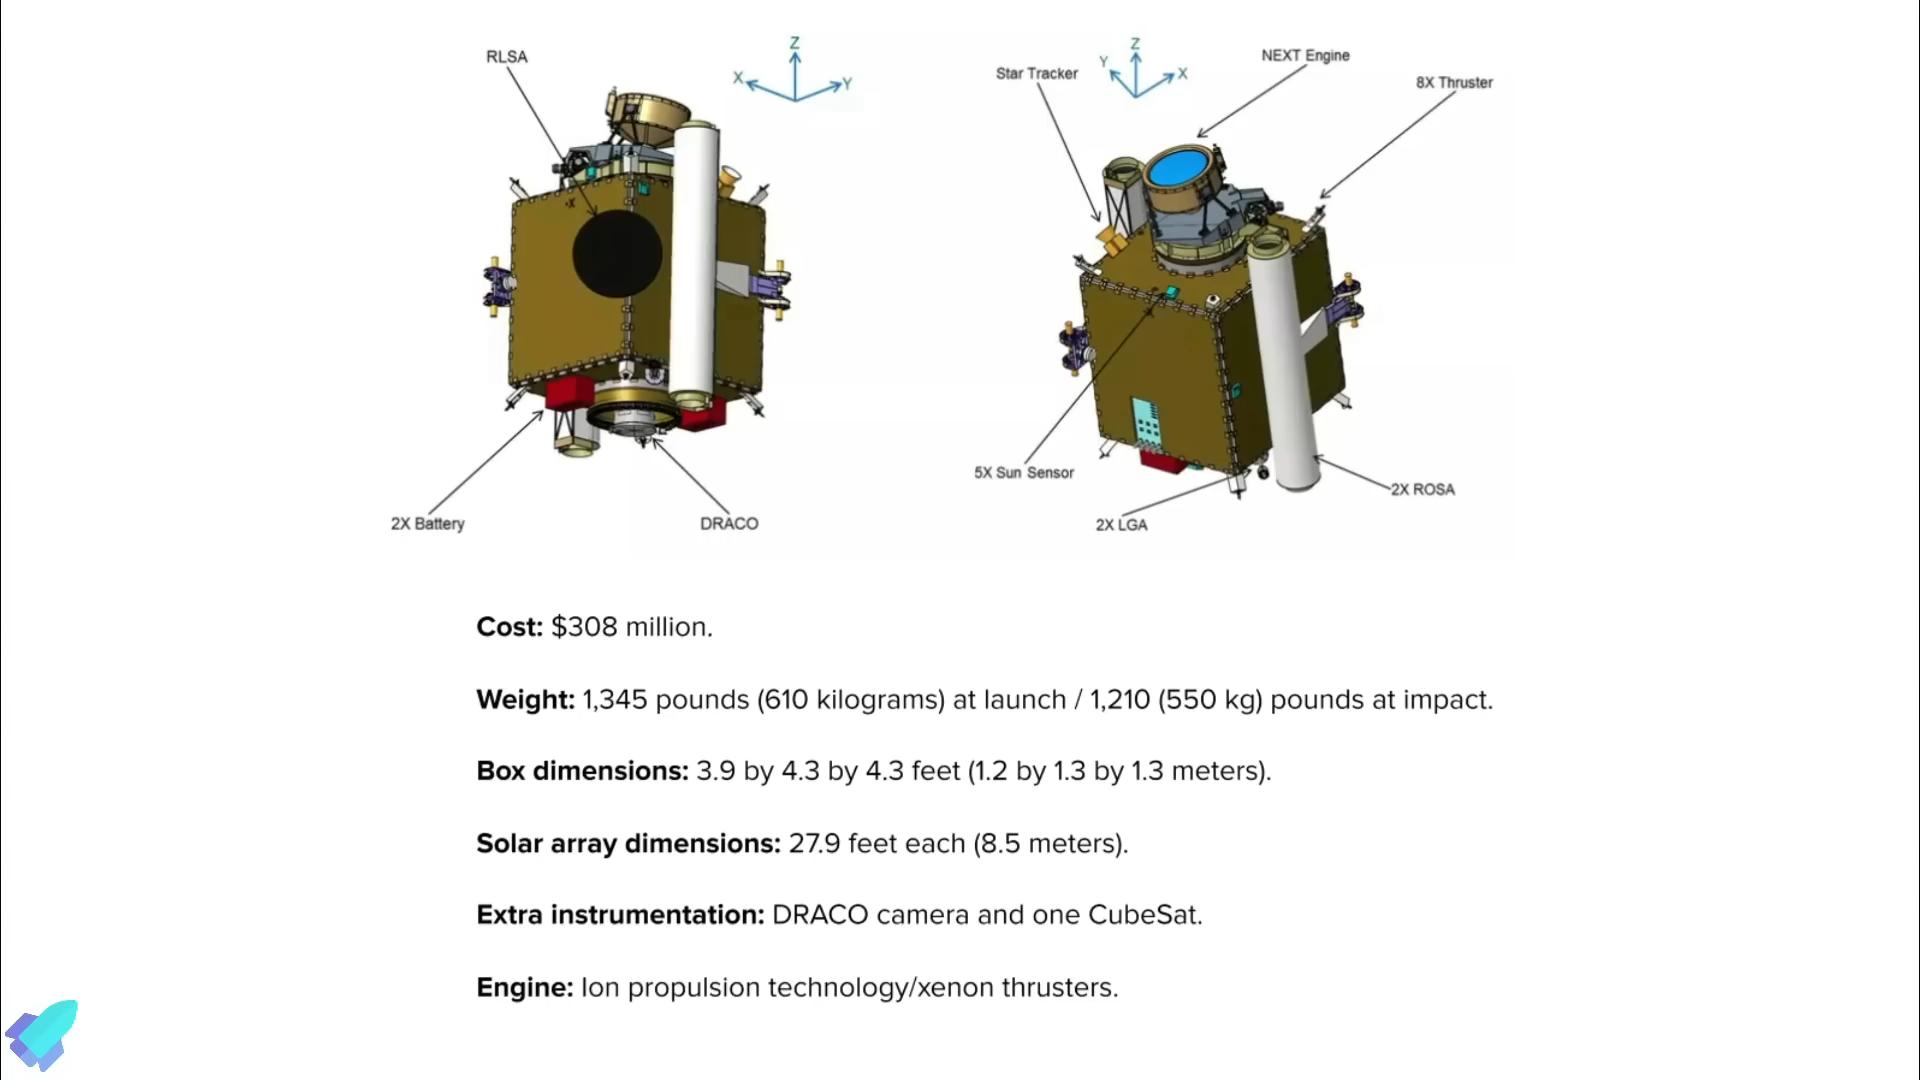 RLSA
Z
X
Y
2X Battery
DRACO
Star Tracker
Y
Z
X
NEXT Engine
8X Thruster
5X Sun Sensor
2X LGA
2X ROSA
Cost: $308 million.
Weight: 1,345 pounds (610 kilograms) at launch / 1,210 (550 kg) pounds at impact.
Box dimensions: 3.9 by 4.3 by 4.3 feet (1.2 by 1.3 by 1.3 meters).
Solar array dimensions: 27.9 feet each (8.5 meters).
Extra instrumentation: DRACO camera and one CubeSat.
Engine: Ion propulsion technology/xenon thrusters.